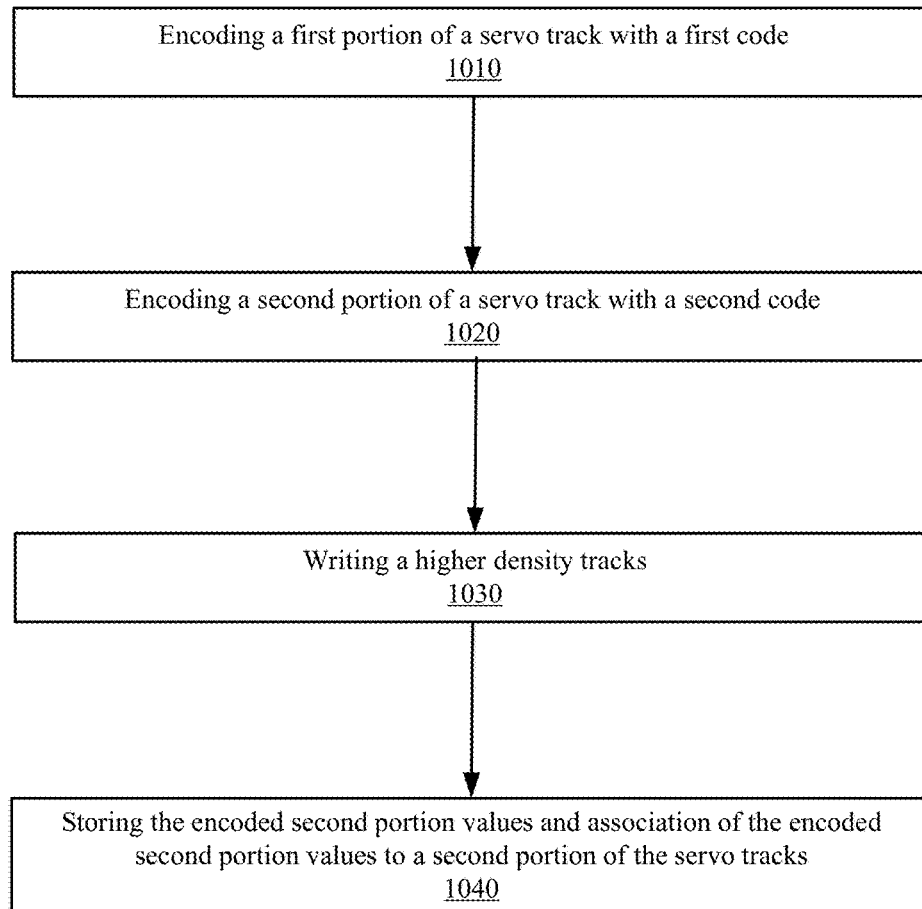 Encoding a first portion of a servo track with a first code
1010
Encoding a second portion of a servo track with a second code
1020
Writing a higher density tracks
1030
Storing the encoded second portion values and association of the encoded
second portion values to a second portion of the servo tracks
1040